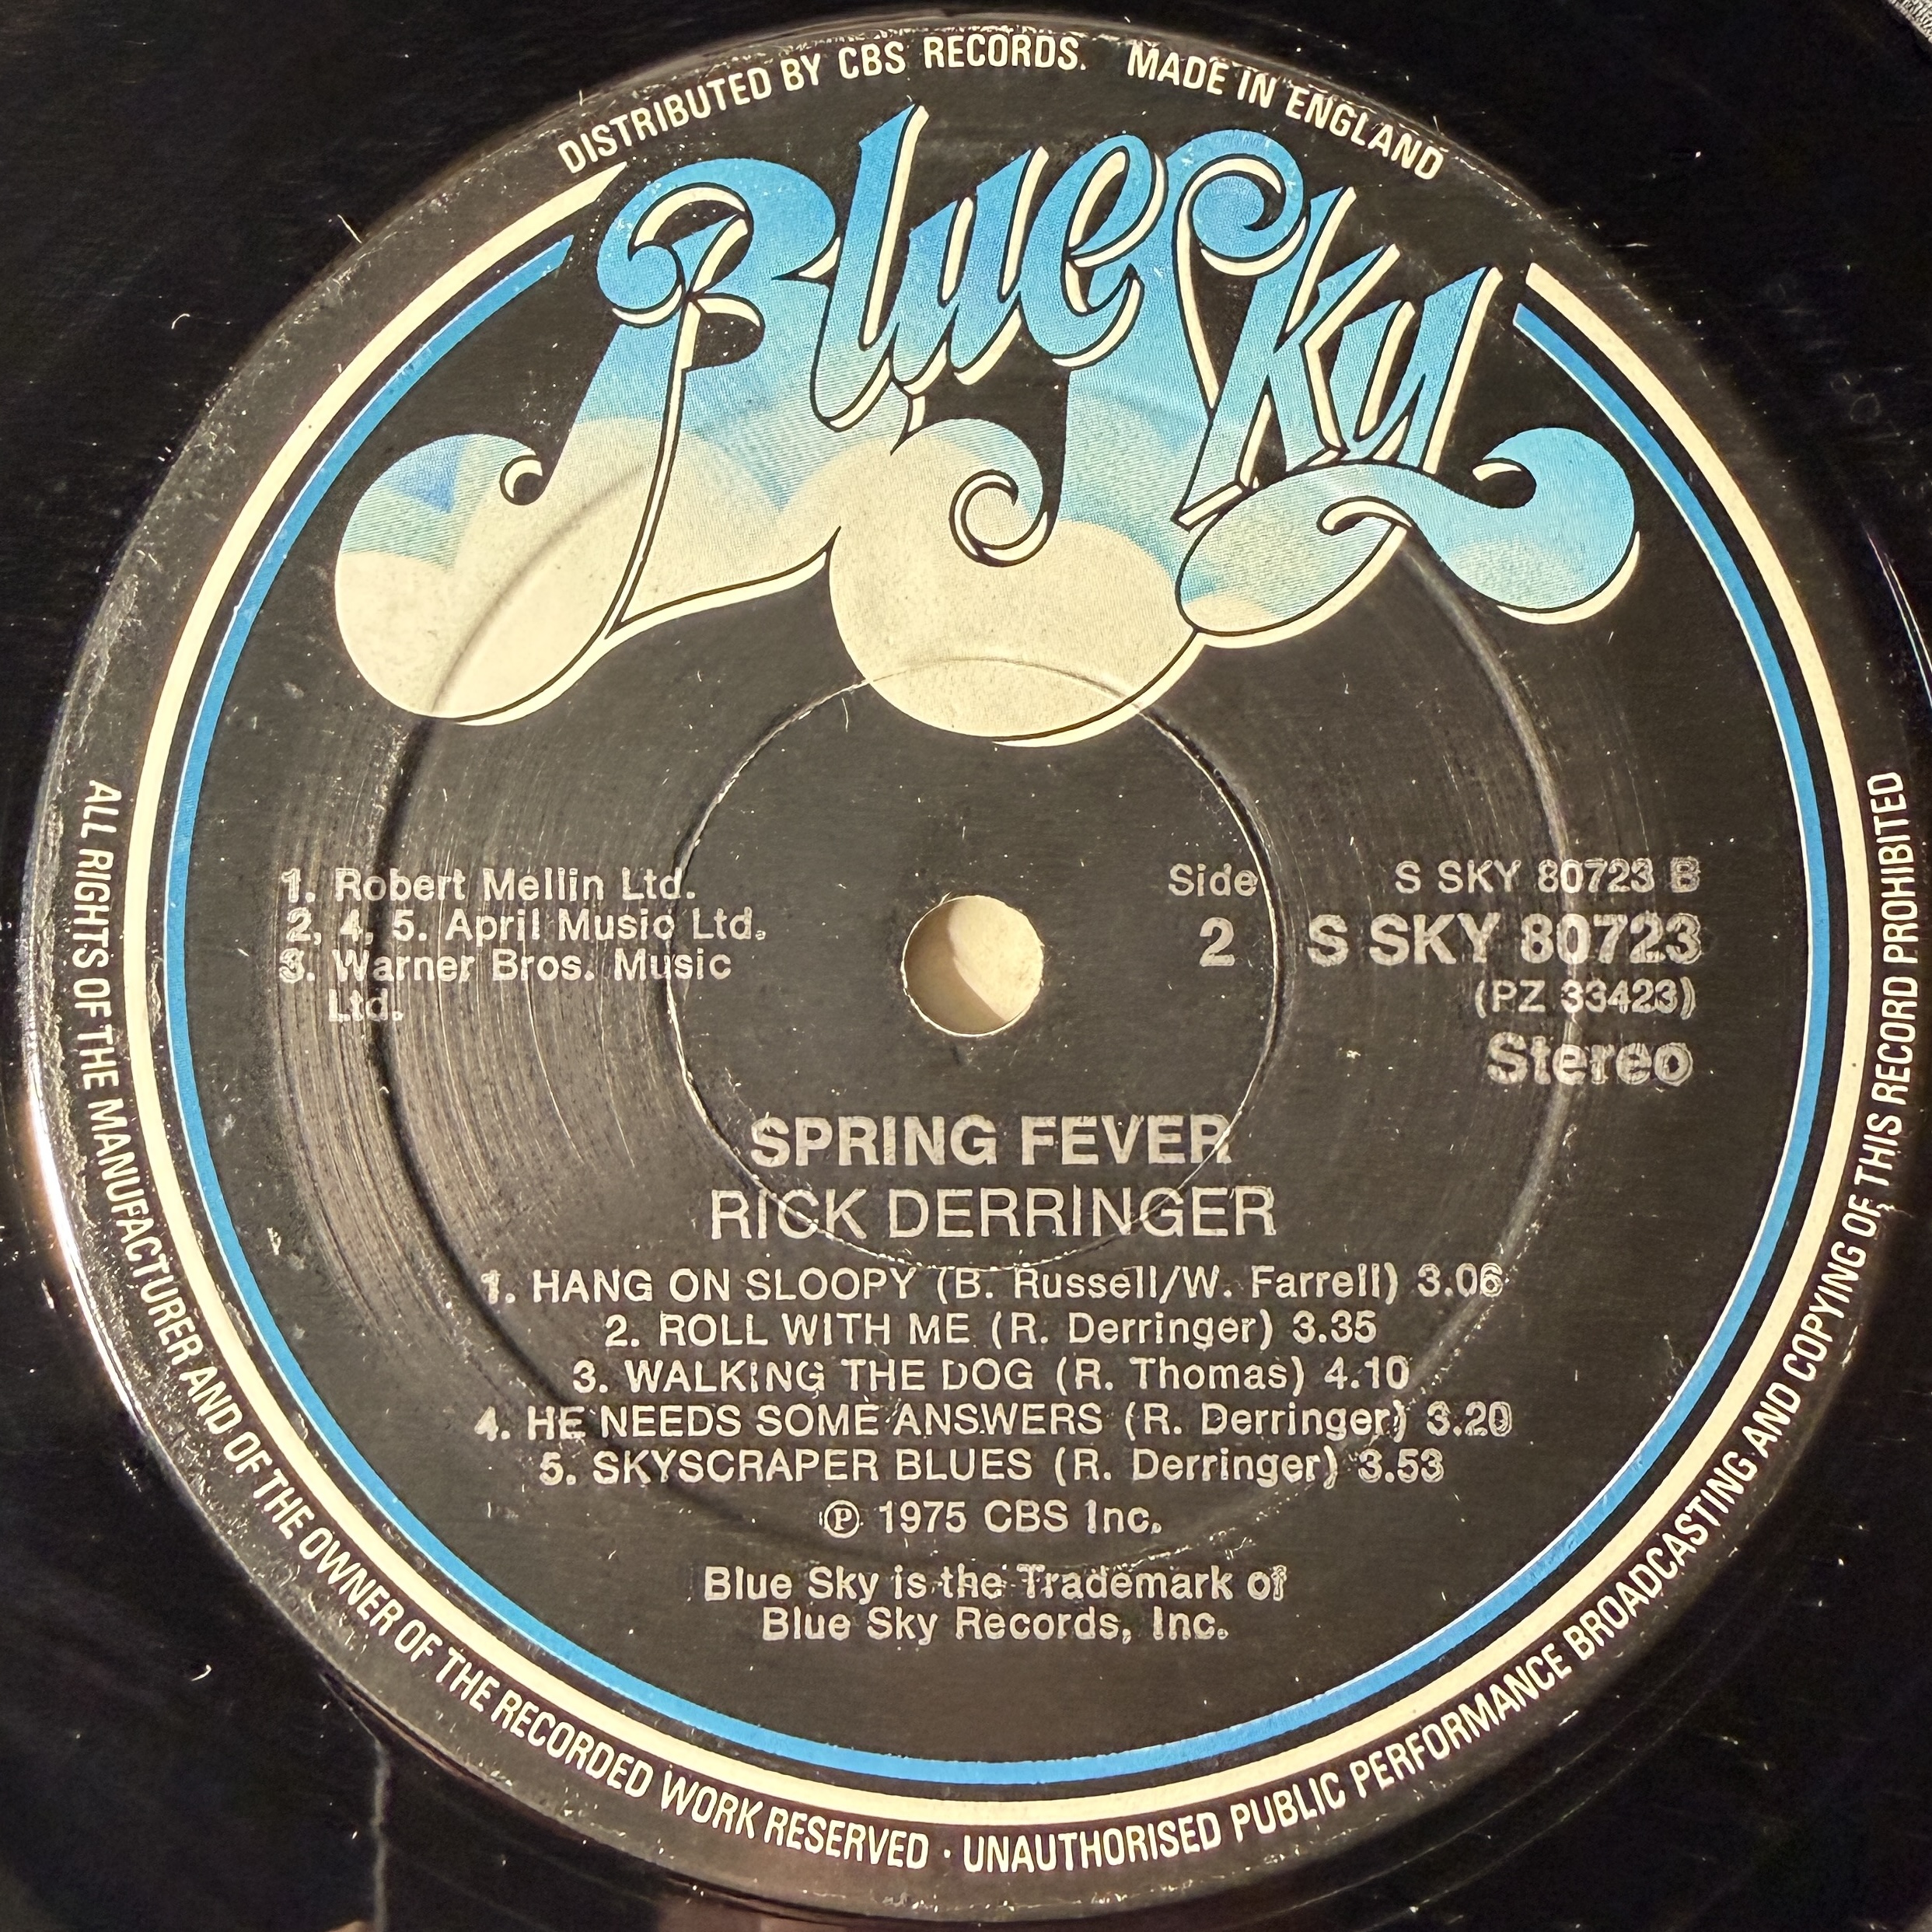 DISTRIBUTED BY CBS RECORDS. MADE IN ENGLAND
Blue Sky
1. Robert Mellin Ltd.
2, 4, 5. April Music Ltd.
3. Warner Bros. Music
Ltd.
Side
2
S SKY 80723 B
S SKY 80723
(PZ 33423)
Stereo
SPRING FEVER
RICK DERRINGER
1. HANG ON SLOOPY (B. Russell/W. Farrell) 3.06
2. ROLL WITH ME (R. Derringer) 3.35
3. WALKING THE DOG (R. Thomas) 4.10
4. HE NEEDS SOME ANSWERS (R. Derringer) 3.20
5. SKYSCRAPER BLUES (R. Derringer) 3.53
℗ 1975 CBS Inc.
Blue Sky is the Trademark of
Blue Sky Records, Inc.
ALL RIGHTS OF THE MANUFACTURER AND OF THE OWNER OF THE RECORDED WORK RESERVED · UNAUTHORISED PUBLIC PERFORMANCE BROADCASTING AND COPYING OF THIS RECORD PROHIBITED